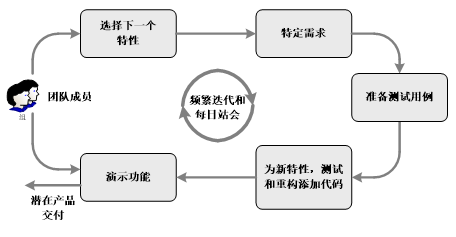 选择下一个
特性
特定需求
团队成员
组
频繁迭代和
每日站会
准备测试用例
演示功能
为新特性，测试
和重构添加代码
潜在产品
交付